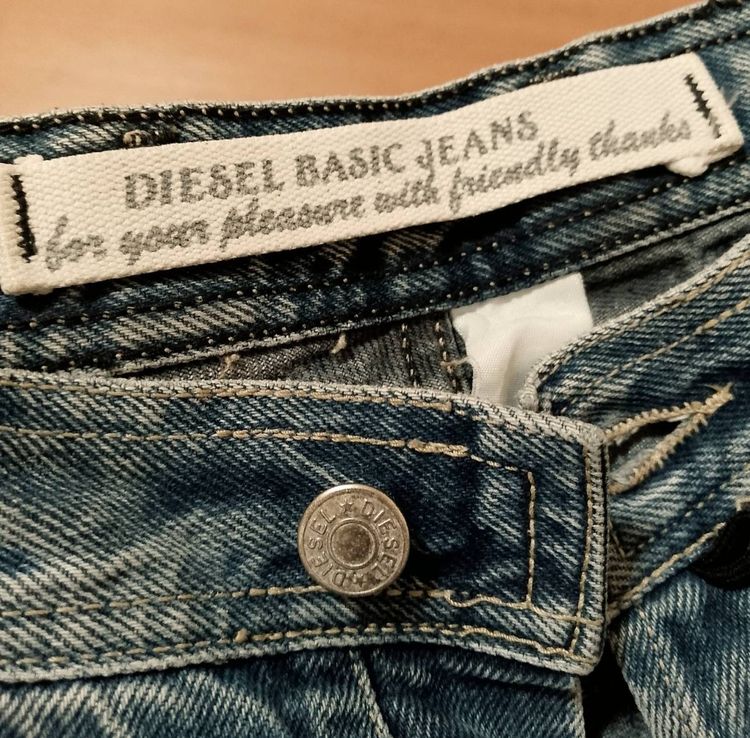 DIESEL BASIC JEANS
for your pleasure with friendly thanks
DIESEL★DIESEL★